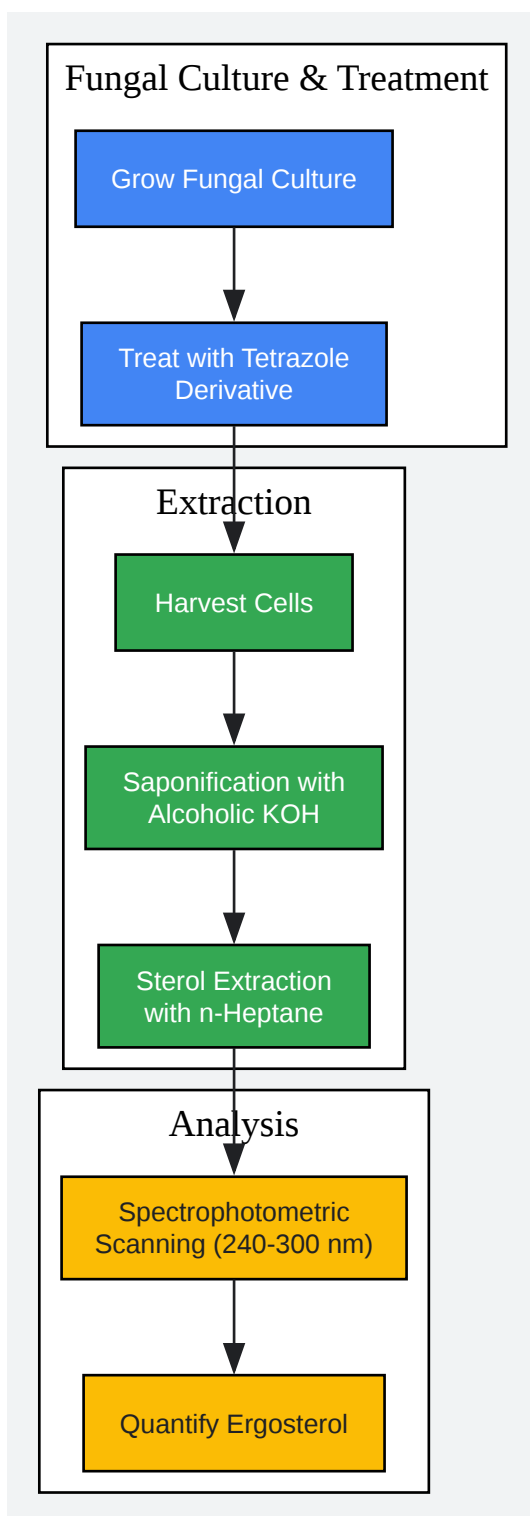 Fungal Culture & Treatment
Grow Fungal Culture
Treat with Tetrazole
Derivative
Extraction
Harvest Cells
Saponification with
Alcoholic KOH
Sterol Extraction
with n-Heptane
Analysis
Spectrophotometric
Scanning (240-300 nm)
Quantify Ergosterol